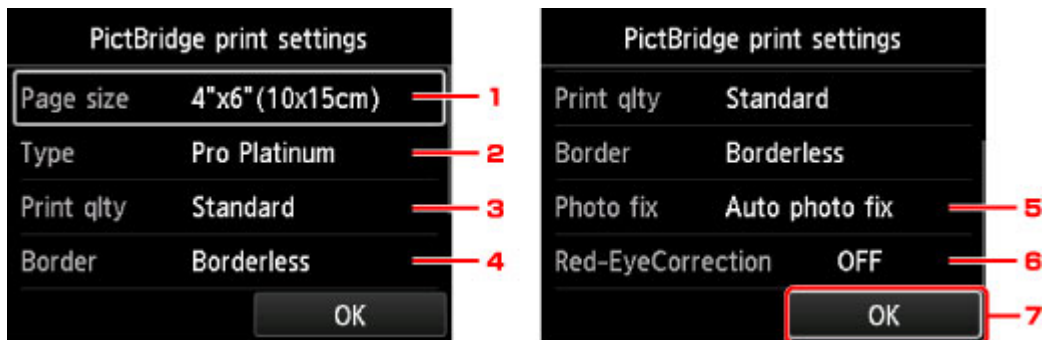 PictBridge print settings
Page size 4"x6"(10x15cm) 1
Type Pro Platinum 2
Print qlty Standard 3
Border Borderless 4
OK
PictBridge print settings
Print qlty Standard
Border Borderless
Photo fix Auto photo fix 5
Red-EyeCorrection OFF 6
OK 7